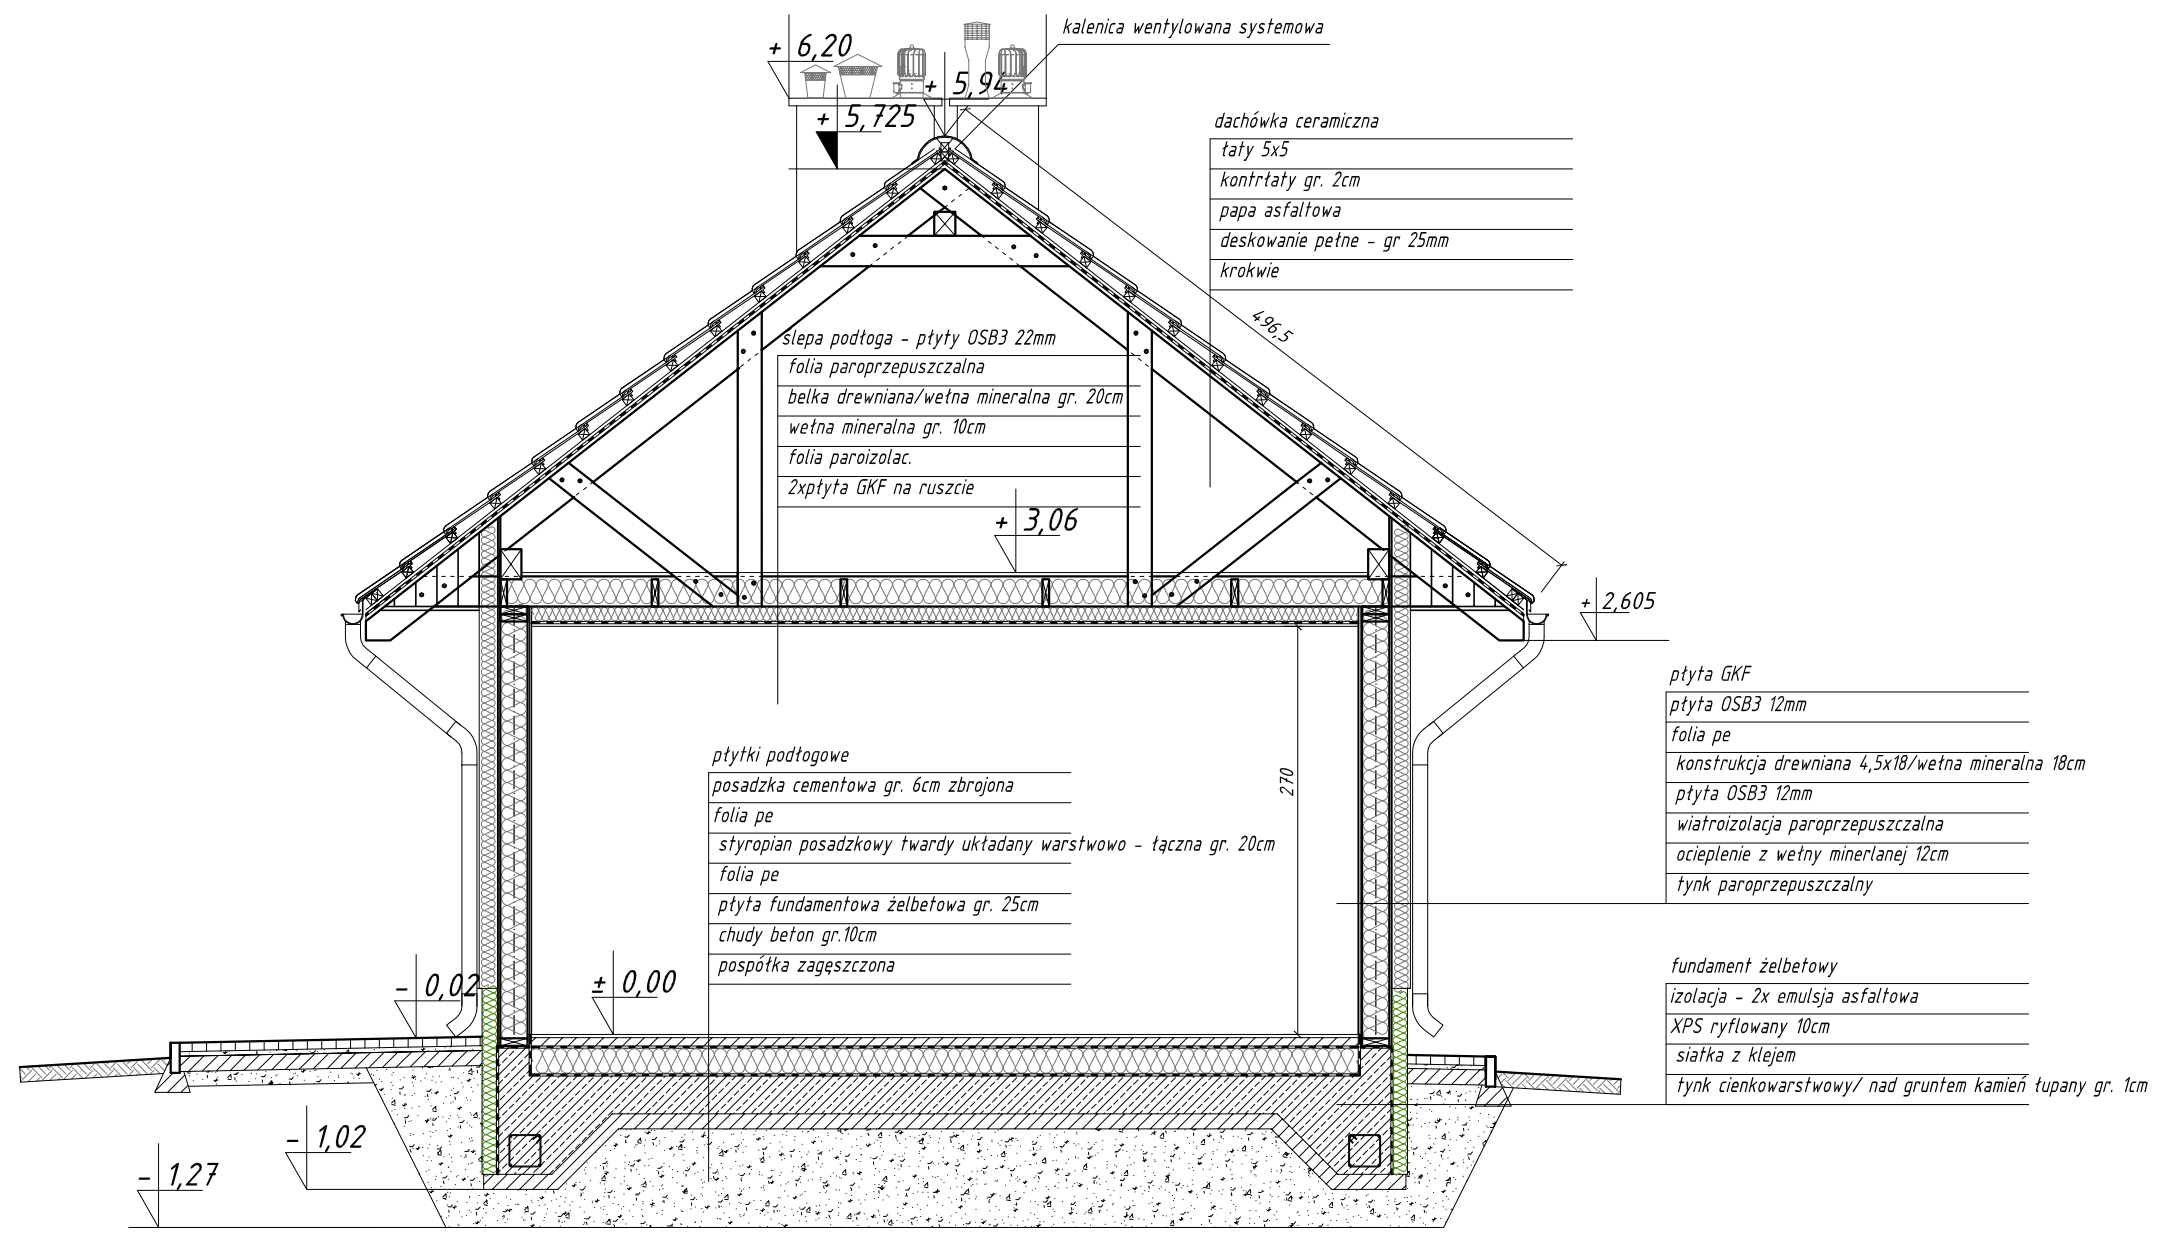 kalenica wentylowana systemowa
+ 6,20
+ 5,94
+ 5,725
dachówka ceramiczna
łaty 5x5
kontrłaty gr. 2cm
papa asfaltowa
deskowanie pełne - gr 25mm
krokwie
496,5
slepa podłoga - płyty OSB3 22mm
folia paroprzepuszczalna
belka drewniana/wełna mineralna gr. 20cm
wełna mineralna gr. 10cm
folia paroizolac.
2xpłyta GKF na ruszcie
+ 3,06
+ 2,605
płyta GKF
płyta OSB3 12mm
folia pe
konstrukcja drewniana 4,5x18/wełna mineralna 18cm
płyta OSB3 12mm
wiatroizolacja paroprzepuszczalna
ocieplenie z wełny minerlanej 12cm
tynk paroprzepuszczalny
270
płytki podłogowe
posadzka cementowa gr. 6cm zbrojona
folia pe
styropian posadzkowy twardy układany warstwowo - łączna gr. 20cm
folia pe
płyta fundamentowa żelbetowa gr. 25cm
chudy beton gr.10cm
pospółka zagęszczona
- 0,02
± 0,00
fundament żelbetowy
izolacja - 2x emulsja asfaltowa
XPS ryflowany 10cm
siatka z klejem
tynk cienkowarstwowy/ nad gruntem kamień łupany gr. 1cm
- 1,02
- 1,27